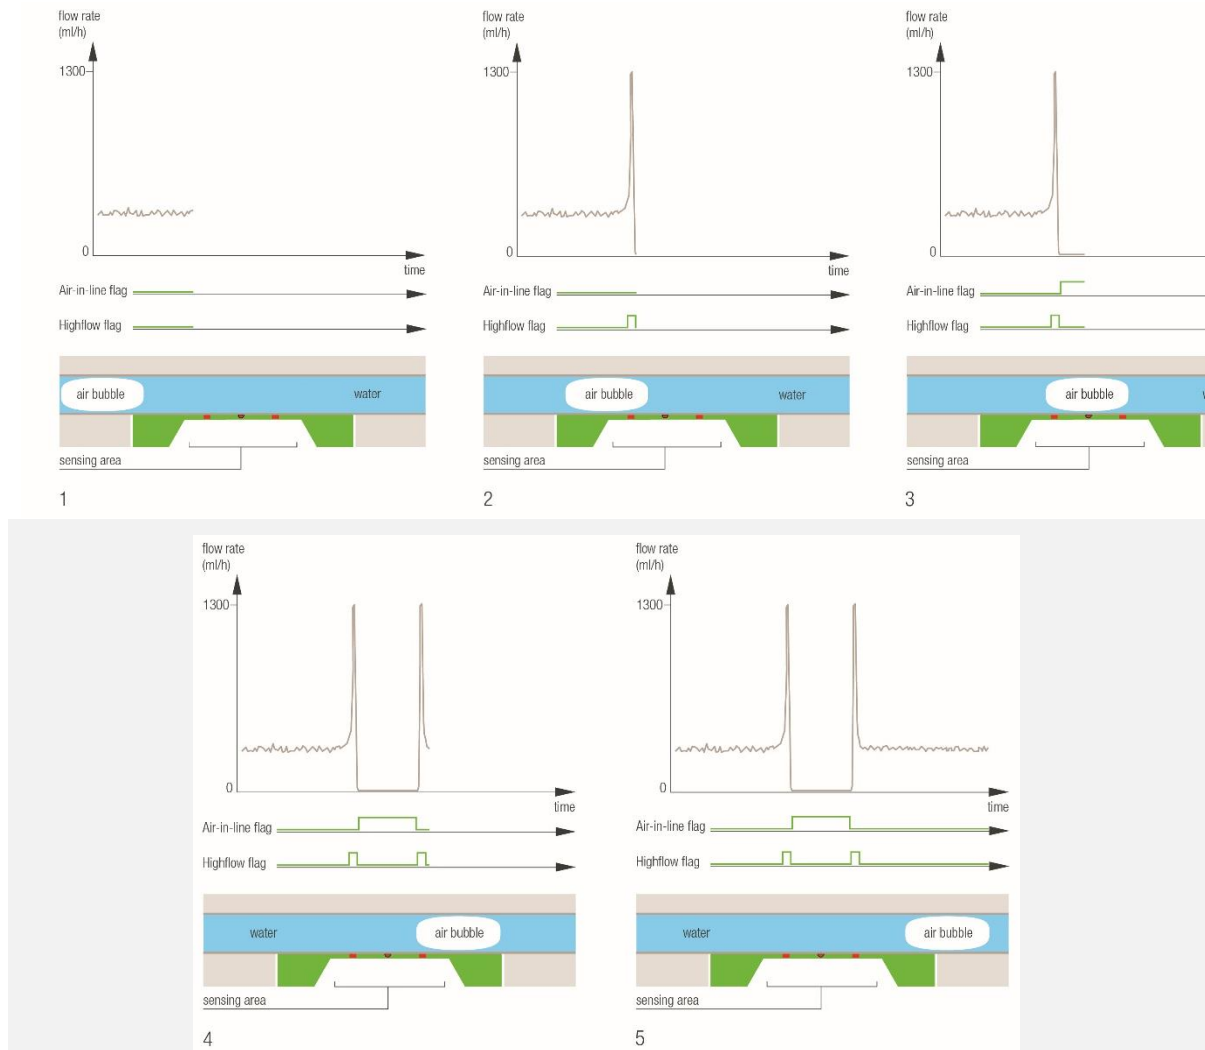 flow rate
(ml/h)
1300
0
time
Air-in-line flag
Highflow flag
air bubble
water
sensing area
1
flow rate
(ml/h)
1300
0
time
Air-in-line flag
Highflow flag
air bubble
water
sensing area
2
flow rate
(ml/h)
1300
0
Air-in-line flag
Highflow flag
air bubble
sensing area
3
flow rate
(ml/h)
1300
0
time
Air-in-line flag
Highflow flag
water
air bubble
sensing area
4
flow rate
(ml/h)
1300
0
time
Air-in-line flag
Highflow flag
water
air bubble
sensing area
5